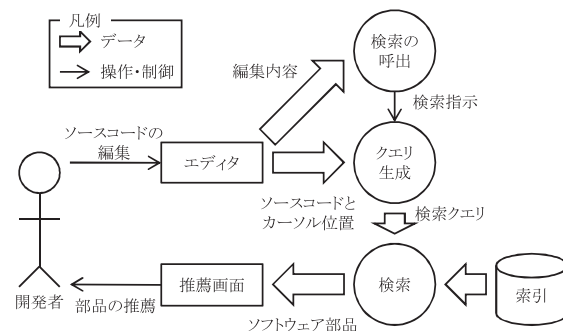 凡例
データ
操作・制御
検索の
呼出
編集内容
検索指示
ソースコードの
編集
エディタ
クエリ
生成
ソースコードと
カーソル位置
検索クエリ
開発者
部品の推薦
推薦画面
ソフトウェア部品
検索
索引